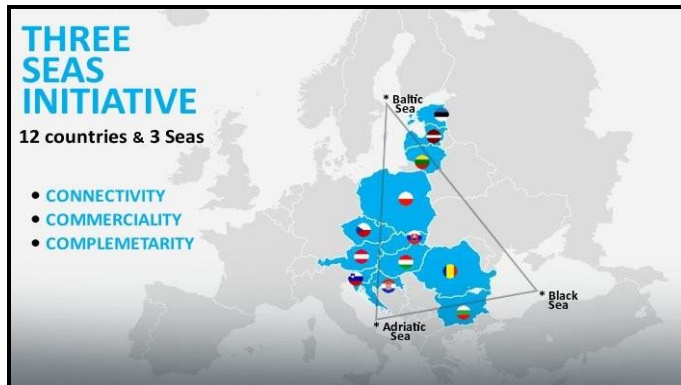 THREE
SEAS
INITIATIVE
12 countries & 3 Seas
• CONNECTIVITY
• COMMERCIALITY
• COMPLEMETARITY
* Baltic
Sea
* Black
Sea
* Adriatic
Sea